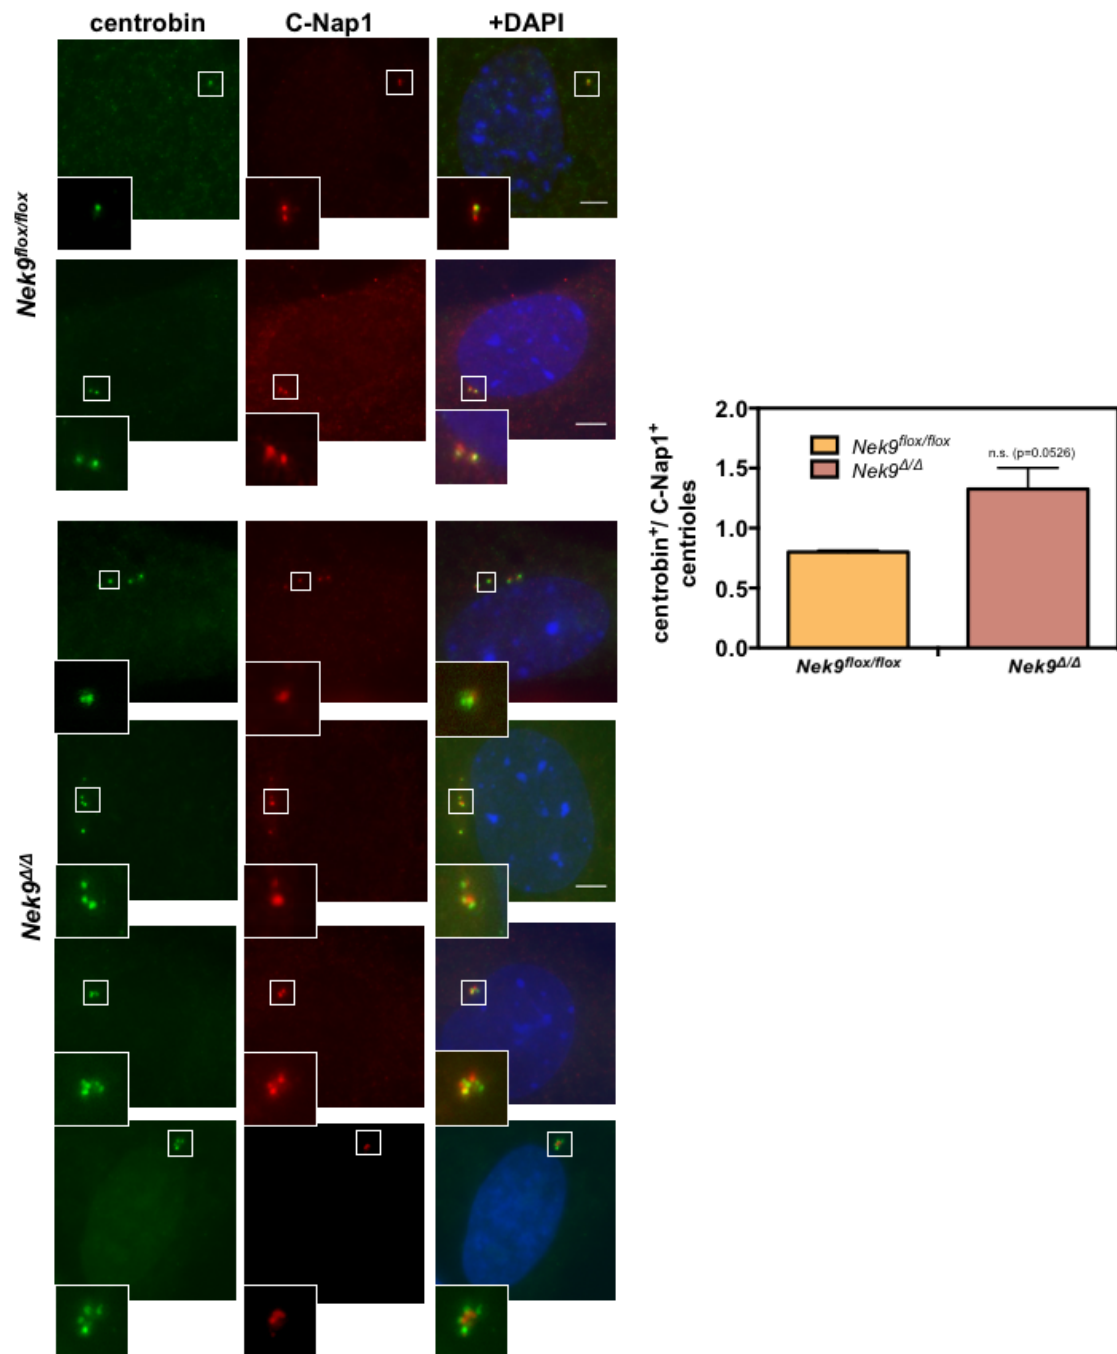 centrobin C-Nap1 +DAPI
Nek9flox/flox
Nek9Δ/Δ
centrobin+/ C-Nap1+
centrioles
2.0
1.5
1.0
0.5
0.0
Nek9flox/flox
Nek9Δ/Δ
n.s. (p=0.0526)
Nek9flox/flox
Nek9Δ/Δ